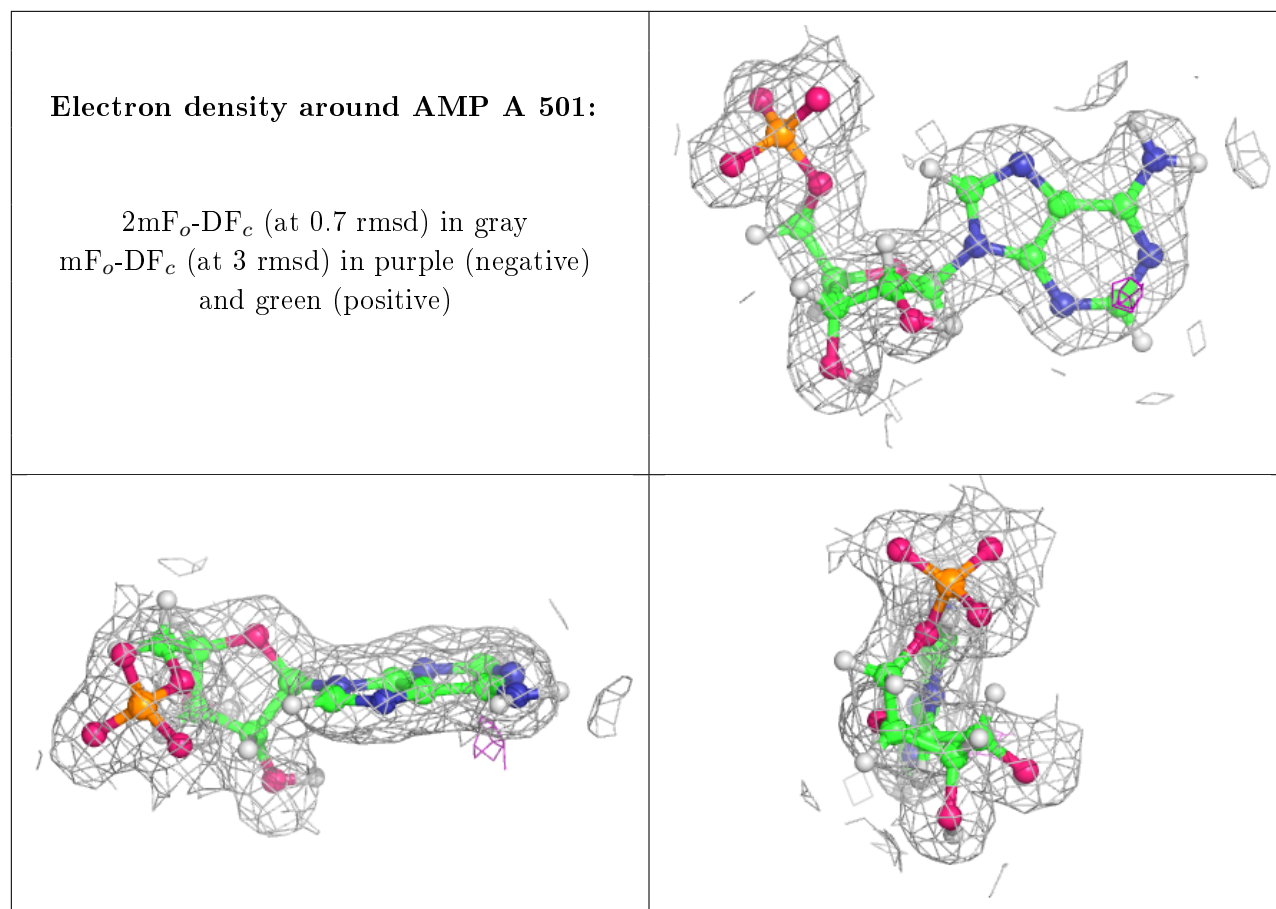 Electron density around AMP A 501:
2mFo-DFc (at 0.7 rmsd) in gray
mFo-DFc (at 3 rmsd) in purple (negative)
and green (positive)